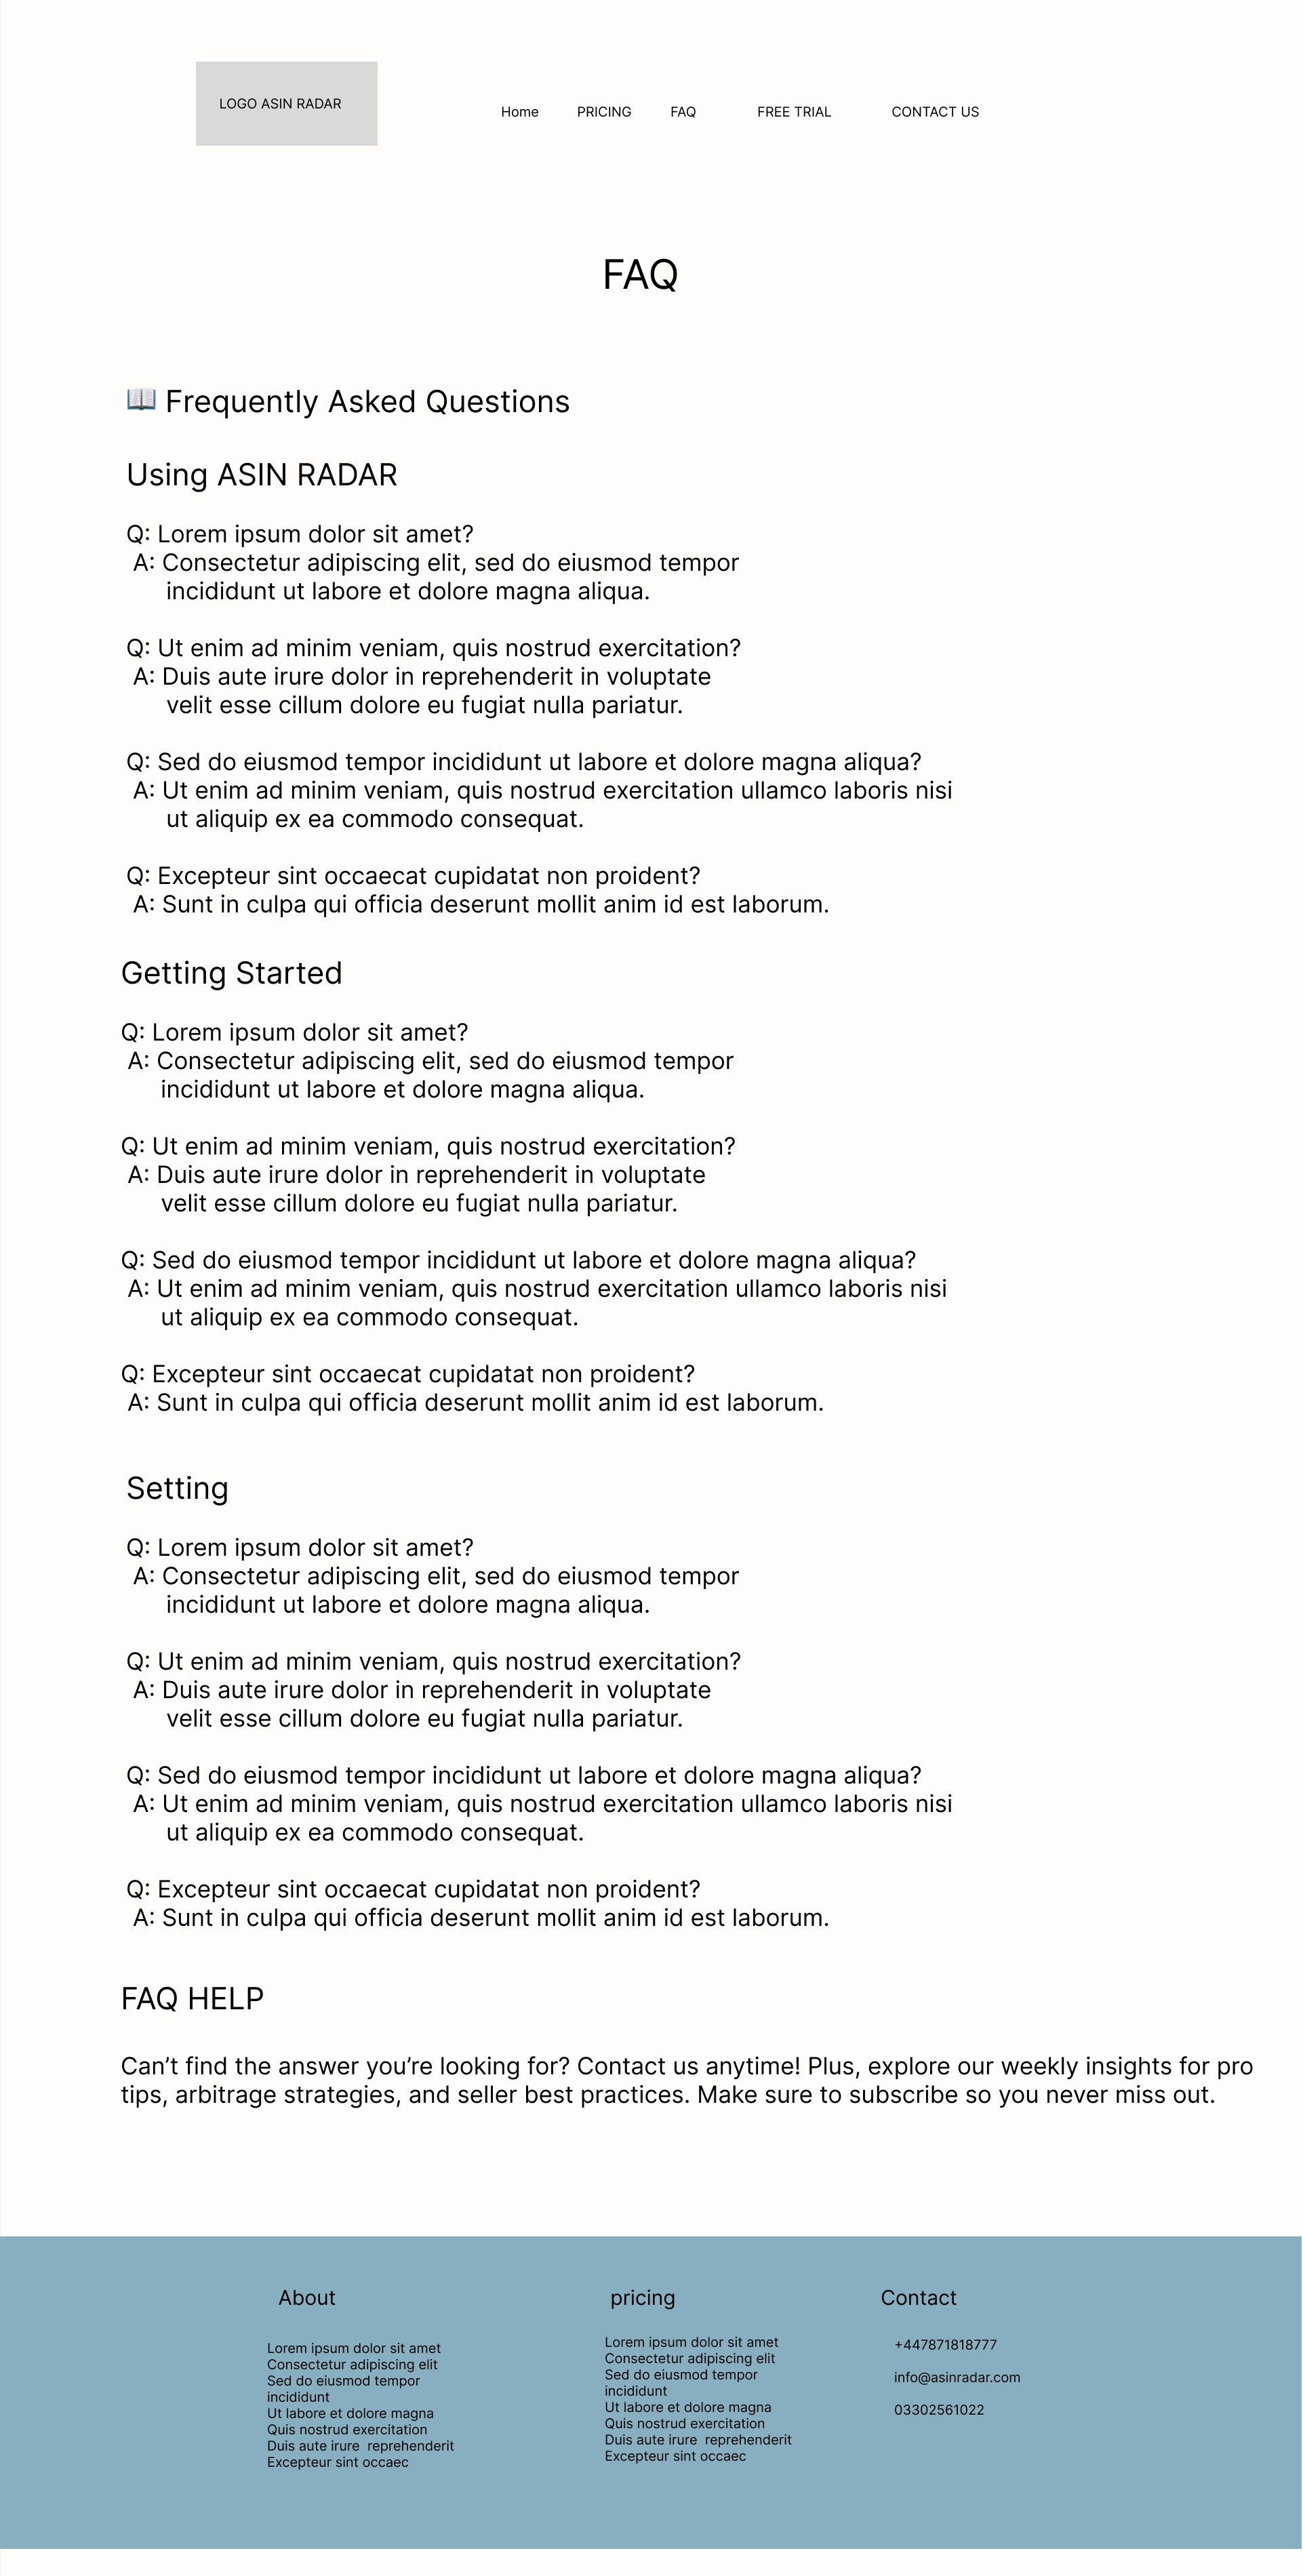 LOGO ASIN RADAR
Home PRICING FAQ FREE TRIAL CONTACT US
FAQ
📖 Frequently Asked Questions
Using ASIN RADAR
Q: Lorem ipsum dolor sit amet?
A: Consectetur adipiscing elit, sed do eiusmod tempor
incididunt ut labore et dolore magna aliqua.
Q: Ut enim ad minim veniam, quis nostrud exercitation?
A: Duis aute irure dolor in reprehenderit in voluptate
velit esse cillum dolore eu fugiat nulla pariatur.
Q: Sed do eiusmod tempor incididunt ut labore et dolore magna aliqua?
A: Ut enim ad minim veniam, quis nostrud exercitation ullamco laboris nisi
ut aliquip ex ea commodo consequat.
Q: Excepteur sint occaecat cupidatat non proident?
A: Sunt in culpa qui officia deserunt mollit anim id est laborum.
Getting Started
Q: Lorem ipsum dolor sit amet?
A: Consectetur adipiscing elit, sed do eiusmod tempor
incididunt ut labore et dolore magna aliqua.
Q: Ut enim ad minim veniam, quis nostrud exercitation?
A: Duis aute irure dolor in reprehenderit in voluptate
velit esse cillum dolore eu fugiat nulla pariatur.
Q: Sed do eiusmod tempor incididunt ut labore et dolore magna aliqua?
A: Ut enim ad minim veniam, quis nostrud exercitation ullamco laboris nisi
ut aliquip ex ea commodo consequat.
Q: Excepteur sint occaecat cupidatat non proident?
A: Sunt in culpa qui officia deserunt mollit anim id est laborum.
Setting
Q: Lorem ipsum dolor sit amet?
A: Consectetur adipiscing elit, sed do eiusmod tempor
incididunt ut labore et dolore magna aliqua.
Q: Ut enim ad minim veniam, quis nostrud exercitation?
A: Duis aute irure dolor in reprehenderit in voluptate
velit esse cillum dolore eu fugiat nulla pariatur.
Q: Sed do eiusmod tempor incididunt ut labore et dolore magna aliqua?
A: Ut enim ad minim veniam, quis nostrud exercitation ullamco laboris nisi
ut aliquip ex ea commodo consequat.
Q: Excepteur sint occaecat cupidatat non proident?
A: Sunt in culpa qui officia deserunt mollit anim id est laborum.
FAQ HELP
Can’t find the answer you’re looking for? Contact us anytime! Plus, explore our weekly insights for pro
tips, arbitrage strategies, and seller best practices. Make sure to subscribe so you never miss out.
About
Lorem ipsum dolor sit amet
Consectetur adipiscing elit
Sed do eiusmod tempor
incididunt
Ut labore et dolore magna
Quis nostrud exercitation
Duis aute irure  reprehenderit
Excepteur sint occaec
pricing
Lorem ipsum dolor sit amet
Consectetur adipiscing elit
Sed do eiusmod tempor
incididunt
Ut labore et dolore magna
Quis nostrud exercitation
Duis aute irure  reprehenderit
Excepteur sint occaec
Contact
+447871818777
info@asinradar.com
03302561022